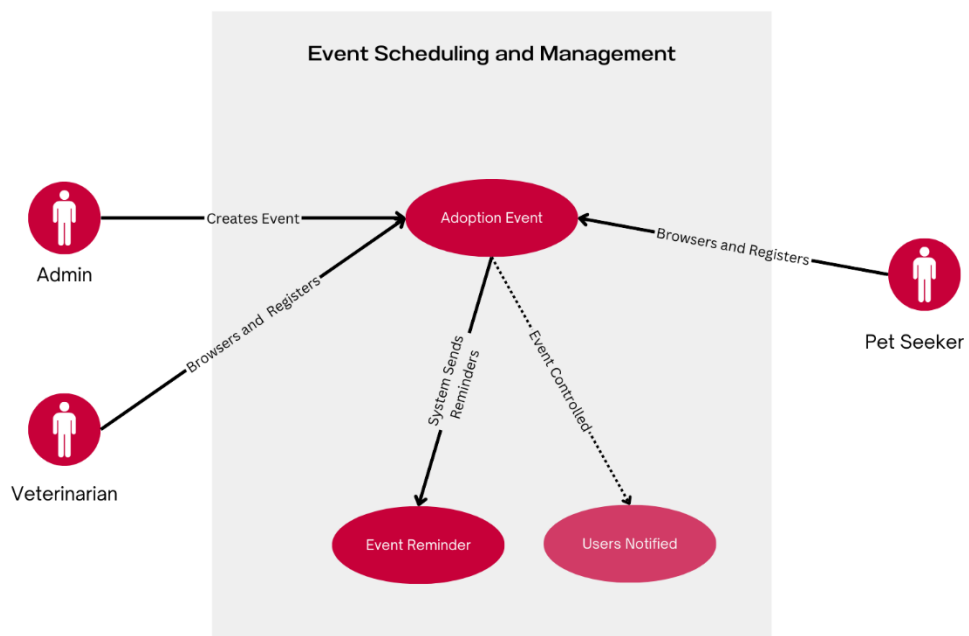 Event Scheduling and Management
Adoption Event
Creates Event
Admin
Browsers and Registers
Pet Seeker
Browsers and Registers
Veterinarian
System Sends
Reminders
Event Controlled
Event Reminder
Users Notified